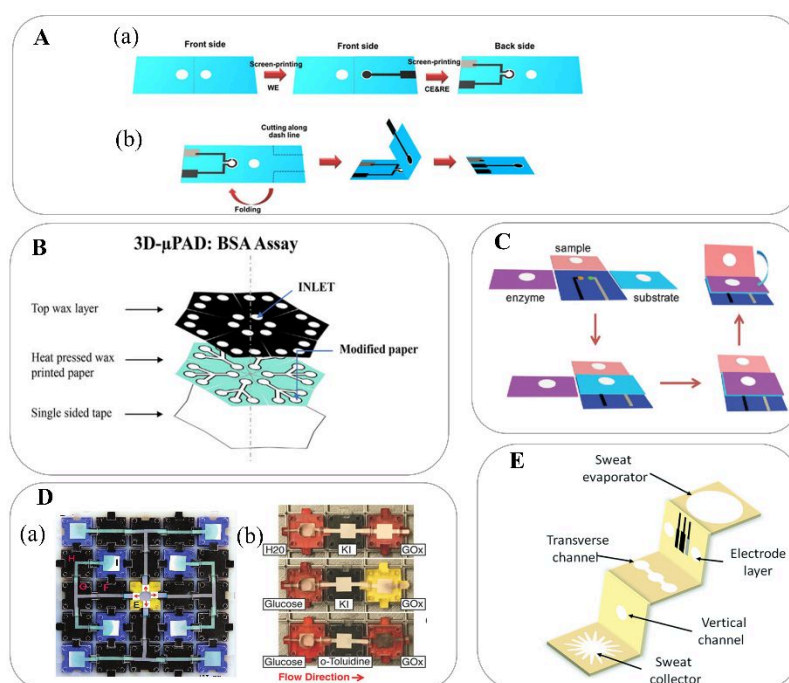 A
(a)
Front side
Front side
Back side
Screen-printing
WE
Screen-printing
CE&RE
(b)
Cutting along
dash line
Folding
B
3D-μPAD: BSA Assay
INLET
Top wax layer
Modified paper
Heat pressed wax
printed paper
Single sided tape
C
sample
enzyme
substrate
D
(a)
H
I
G
F
E
(b)
H20
KI
GOx
Glucose
KI
GOx
Glucose
o-Toluidine
GOx
Flow Direction
E
Sweat
evaporator
Transverse
channel
Electrode
layer
Vertical
channel
Sweat
collector